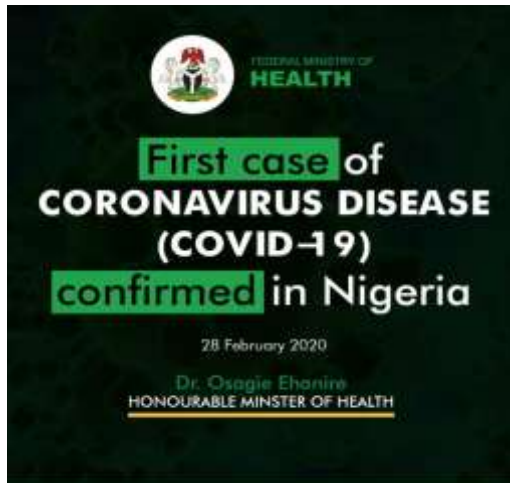 FEDERAL MINISTRY OF
HEALTH
First case of
CORONAVIRUS DISEASE
(COVID-19)
confirmed in Nigeria
28 February 2020
Dr. Osagie Ehanire
HONOURABLE MINSTER OF HEALTH